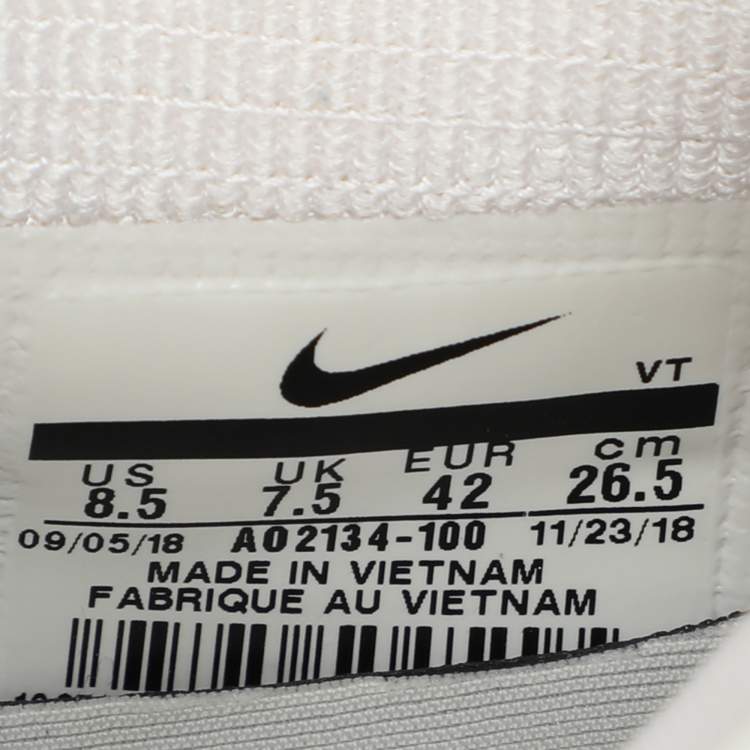 VT
US UK EUR cm
8.5 7.5 42 26.5
09/05/18 AO2134-100 11/23/18
MADE IN VIETNAM
FABRIQUE AU VIETNAM